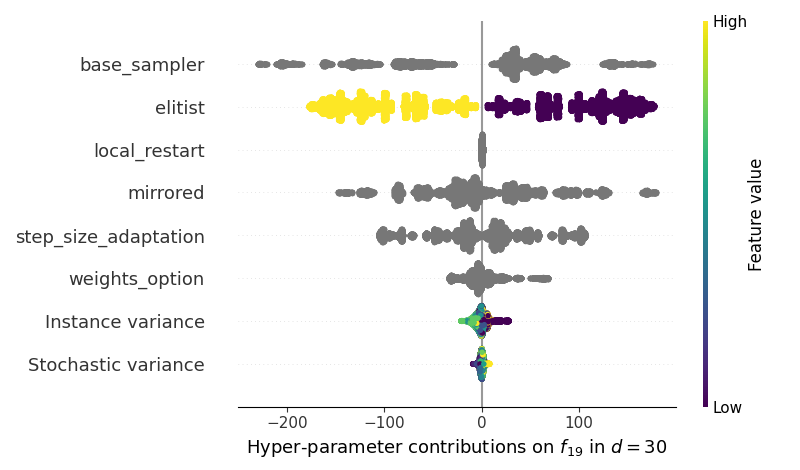 High
base_sampler
elitist
local_restart
mirrored
step_size_adaptation
weights_option
Instance variance
Stochastic variance
Feature value
Low
−200 −100 0 100
Hyper-parameter contributions on f₁₉ in d = 30